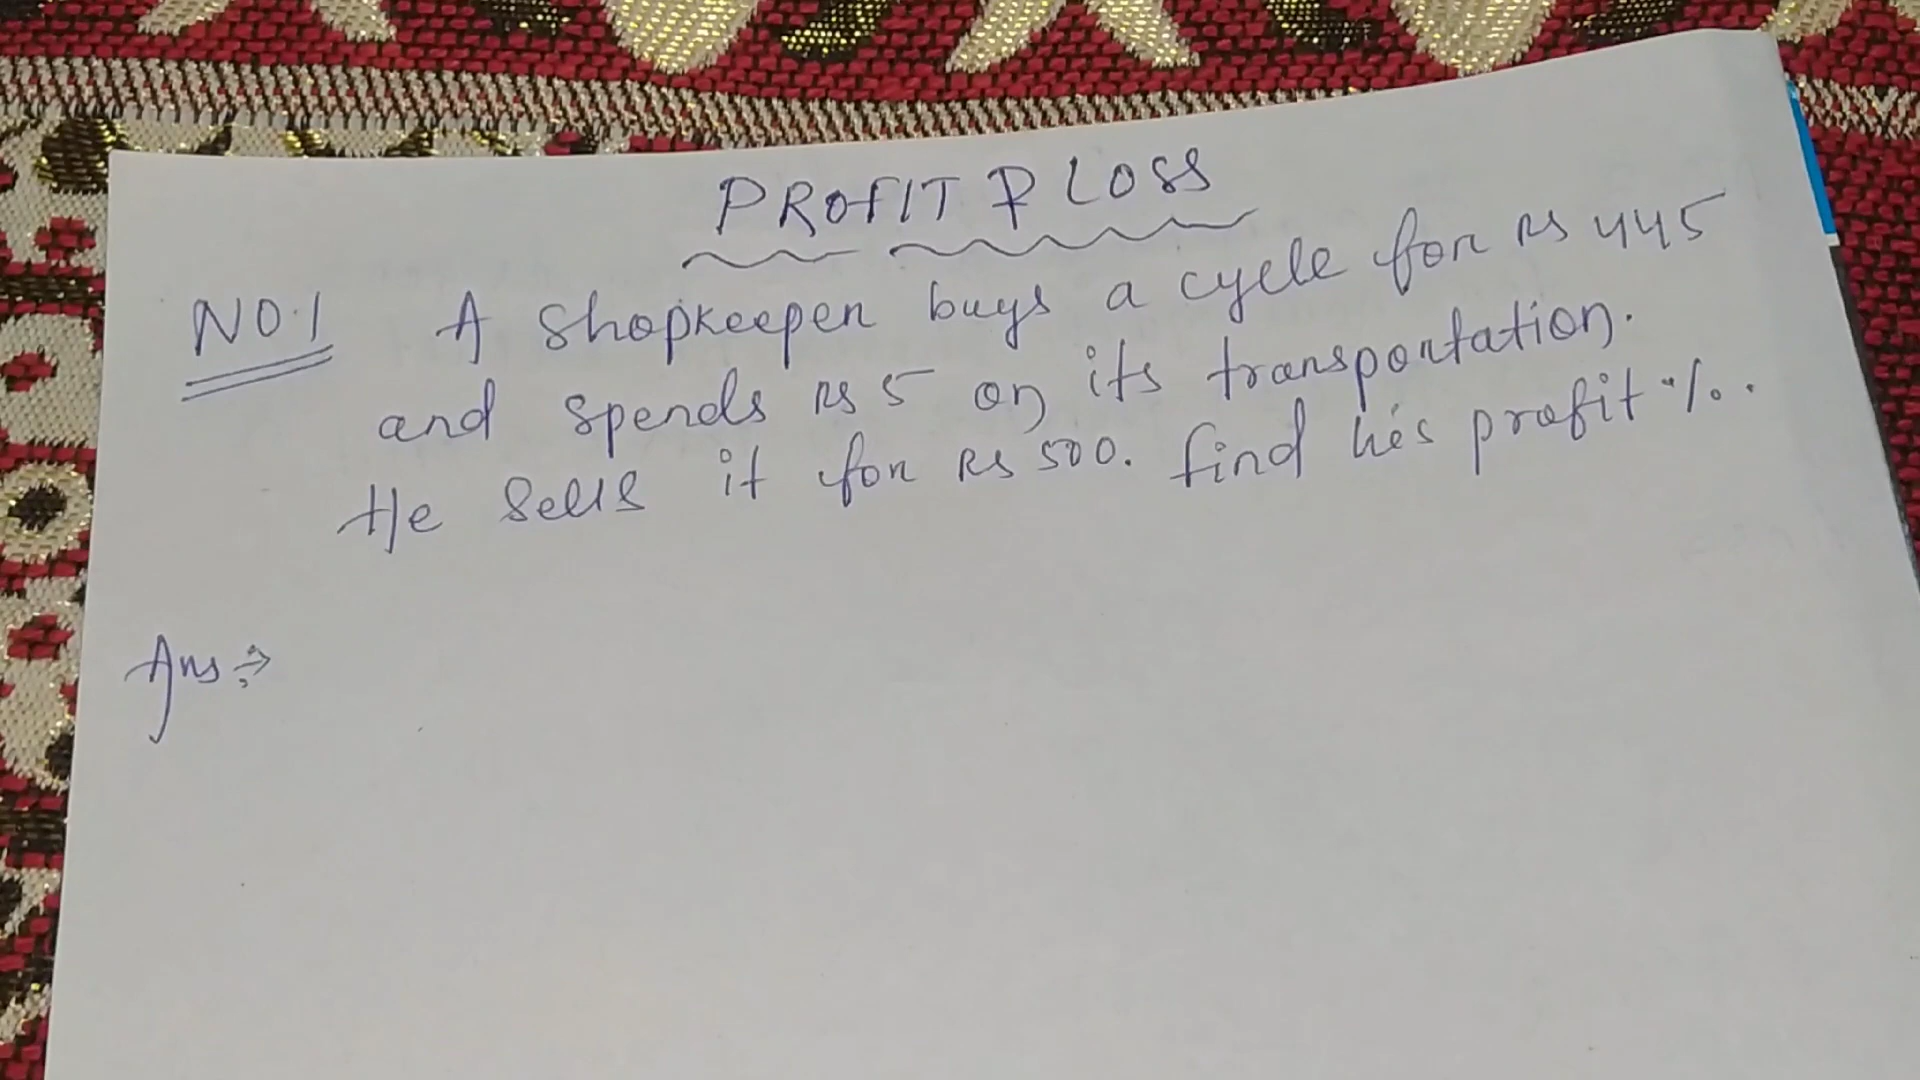 PROFIT & LOSS
NO.1 A Shopkeeper buys a cycle for Rs 445
and spends Rs 5 on its transportation.
He sells it for Rs 500. find his profit %.
Ans :→